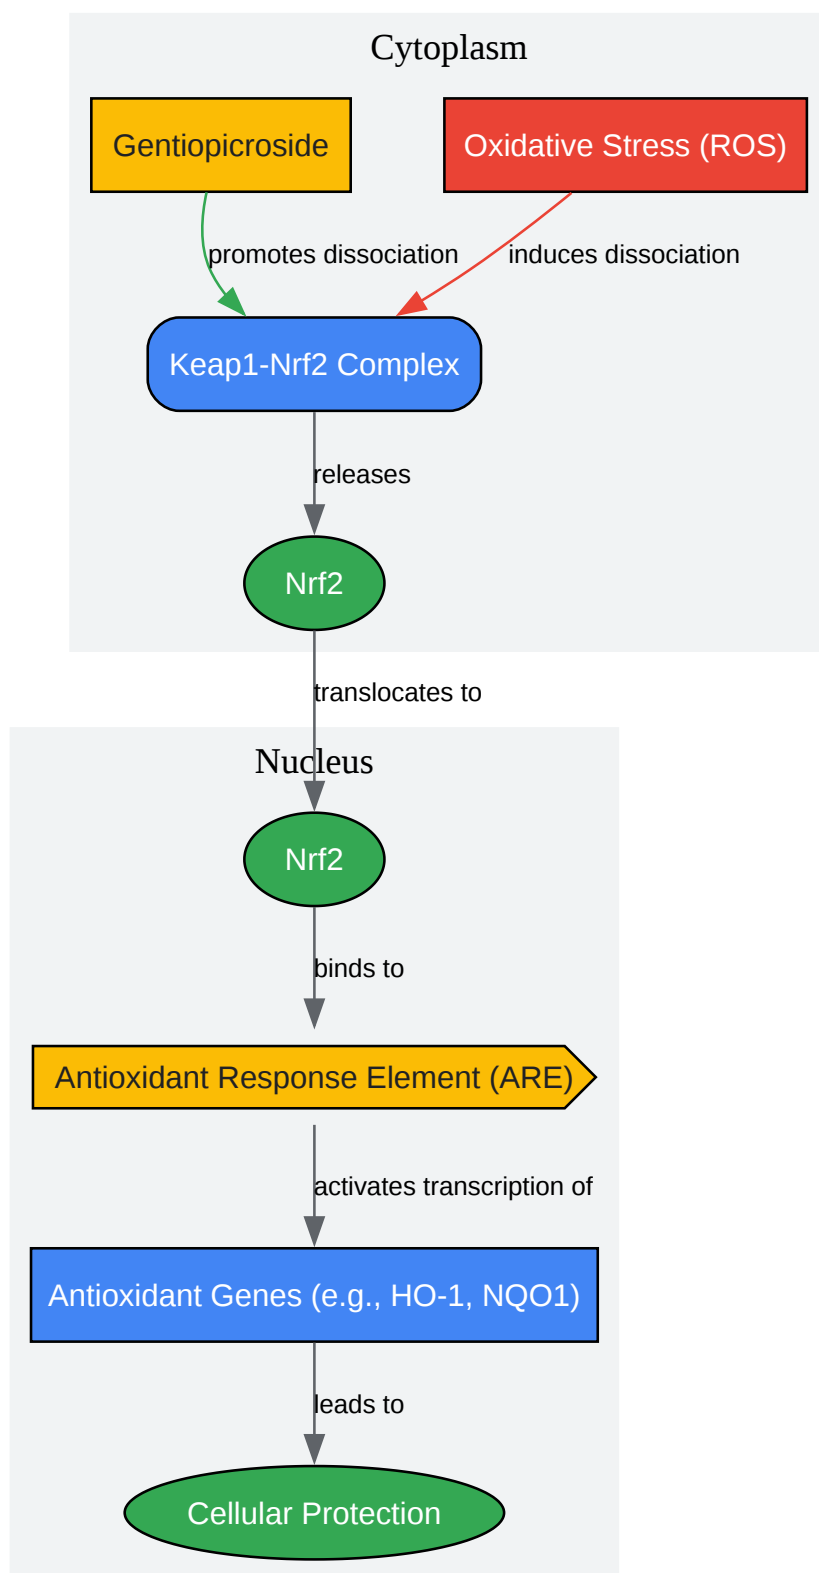 Cytoplasm
Gentiopicroside
Oxidative Stress (ROS)
promotes dissociation
induces dissociation
Keap1-Nrf2 Complex
releases
Nrf2
translocates to
Nucleus
Nrf2
binds to
Antioxidant Response Element (ARE)
activates transcription of
Antioxidant Genes (e.g., HO-1, NQO1)
leads to
Cellular Protection